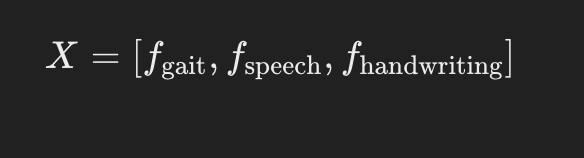 X = [f_gait, f_speech, f_handwriting]